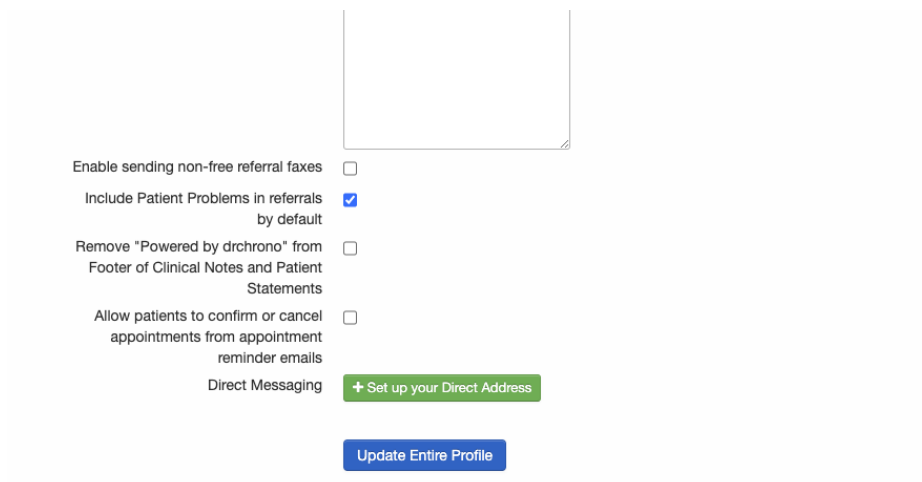 Enable sending non-free referral faxes
Include Patient Problems in referrals
by default
Remove "Powered by drchrono" from
Footer of Clinical Notes and Patient
Statements
Allow patients to confirm or cancel
appointments from appointment
reminder emails
Direct Messaging
+ Set up your Direct Address
Update Entire Profile